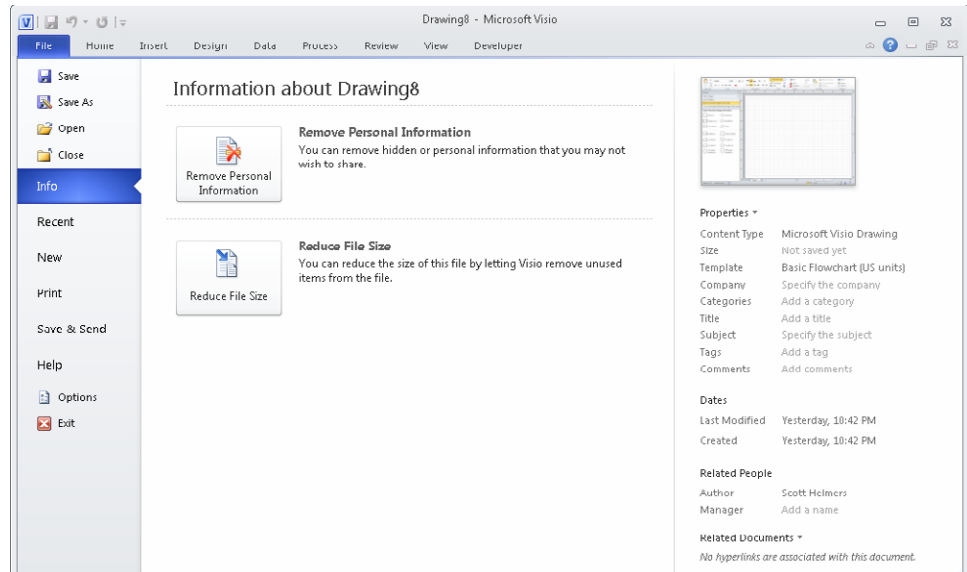 Drawing8 - Microsoft Visio
File Home Insert Design Data Process Review View Developer
Save
Save As
Open
Close
Info
Recent
New
Print
Save & Send
Help
Options
Exit
Information about Drawing8
Remove Personal
Information
Remove Personal Information
You can remove hidden or personal information that you may not
wish to share.
Reduce File Size
Reduce File Size
You can reduce the size of this file by letting Visio remove unused
items from the file.
Properties
Content Type Microsoft Visio Drawing
Size Not saved yet
Template Basic Flowchart (US units)
Company Specify the company
Categories Add a category
Title Add a title
Subject Specify the subject
Tags Add a tag
Comments Add comments
Dates
Last Modified Yesterday, 10:42 PM
Created Yesterday, 10:42 PM
Related People
Author Scott Helmers
Manager Add a name
Related Documents
No hyperlinks are associated with this document.